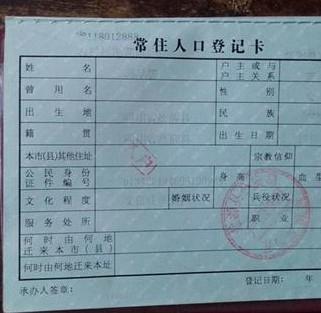 118012888
常住人口登记卡
姓名 户主或与户主关系
曾用名 性别
出生地 民族
籍贯 出生日期
本市(县)其他住址 宗教信仰
公民身份证件编号 身高 血型
文化程度 婚姻状况 兵役状况
服务处所 职业
何时由何地迁来本市(县)
何时由何地迁来本址
承办人签章： 登记日期： 年